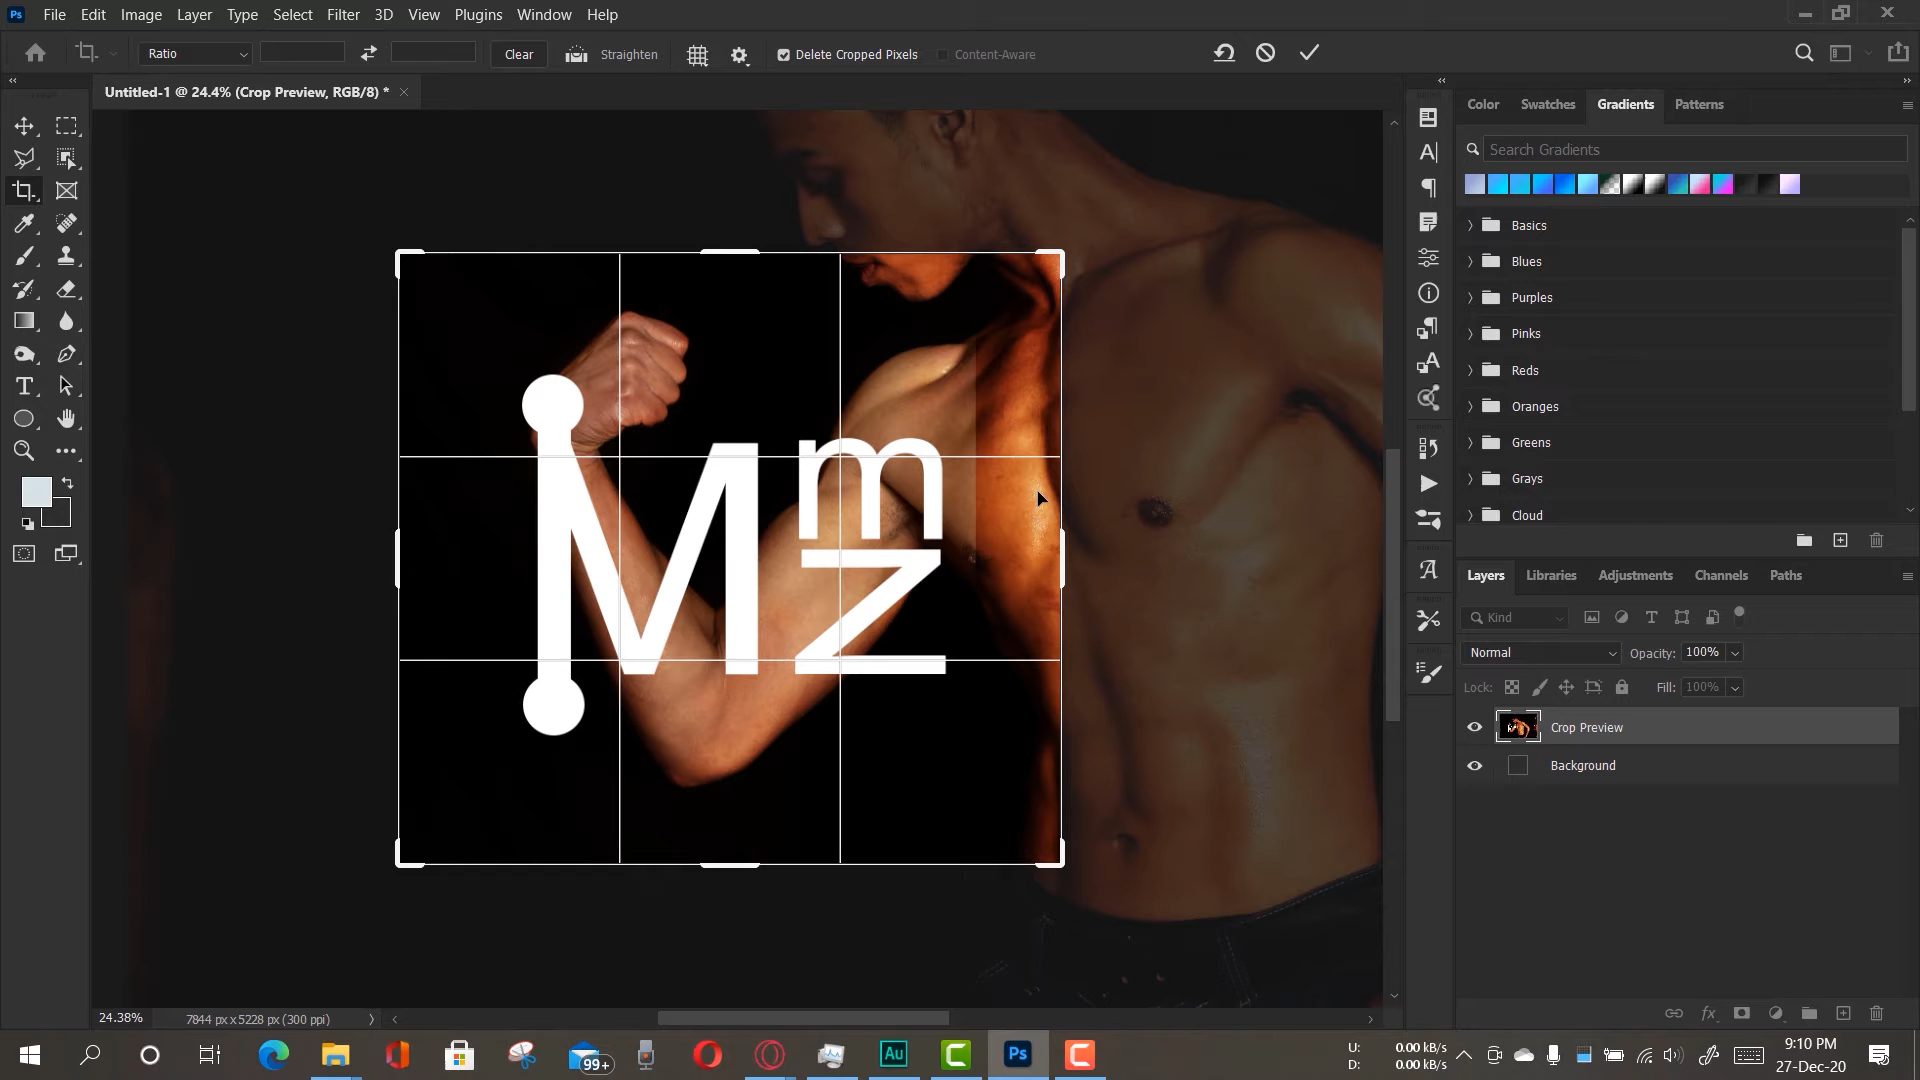 Ps File Edit Image Layer Type Select Filter 3D View Plugins Window Help
Ratio Clear Straighten Delete Cropped Pixels Content-Aware
Untitled-1 @ 24.4% (Crop Preview, RGB/8) *
Color Swatches Gradients Patterns
Search Gradients
Basics
Blues
Purples
Pinks
Reds
Oranges
Greens
Grays
Cloud
M m
z
Layers Libraries Adjustments Channels Paths
Kind
Normal Opacity: 100%
Lock: Fill: 100%
Crop Preview
Background
24.38% 7844 px x 5228 px (300 ppi)
99+ Au Ps
U: 0.00 kB/s
D: 0.00 kB/s
9:10 PM
27-Dec-20